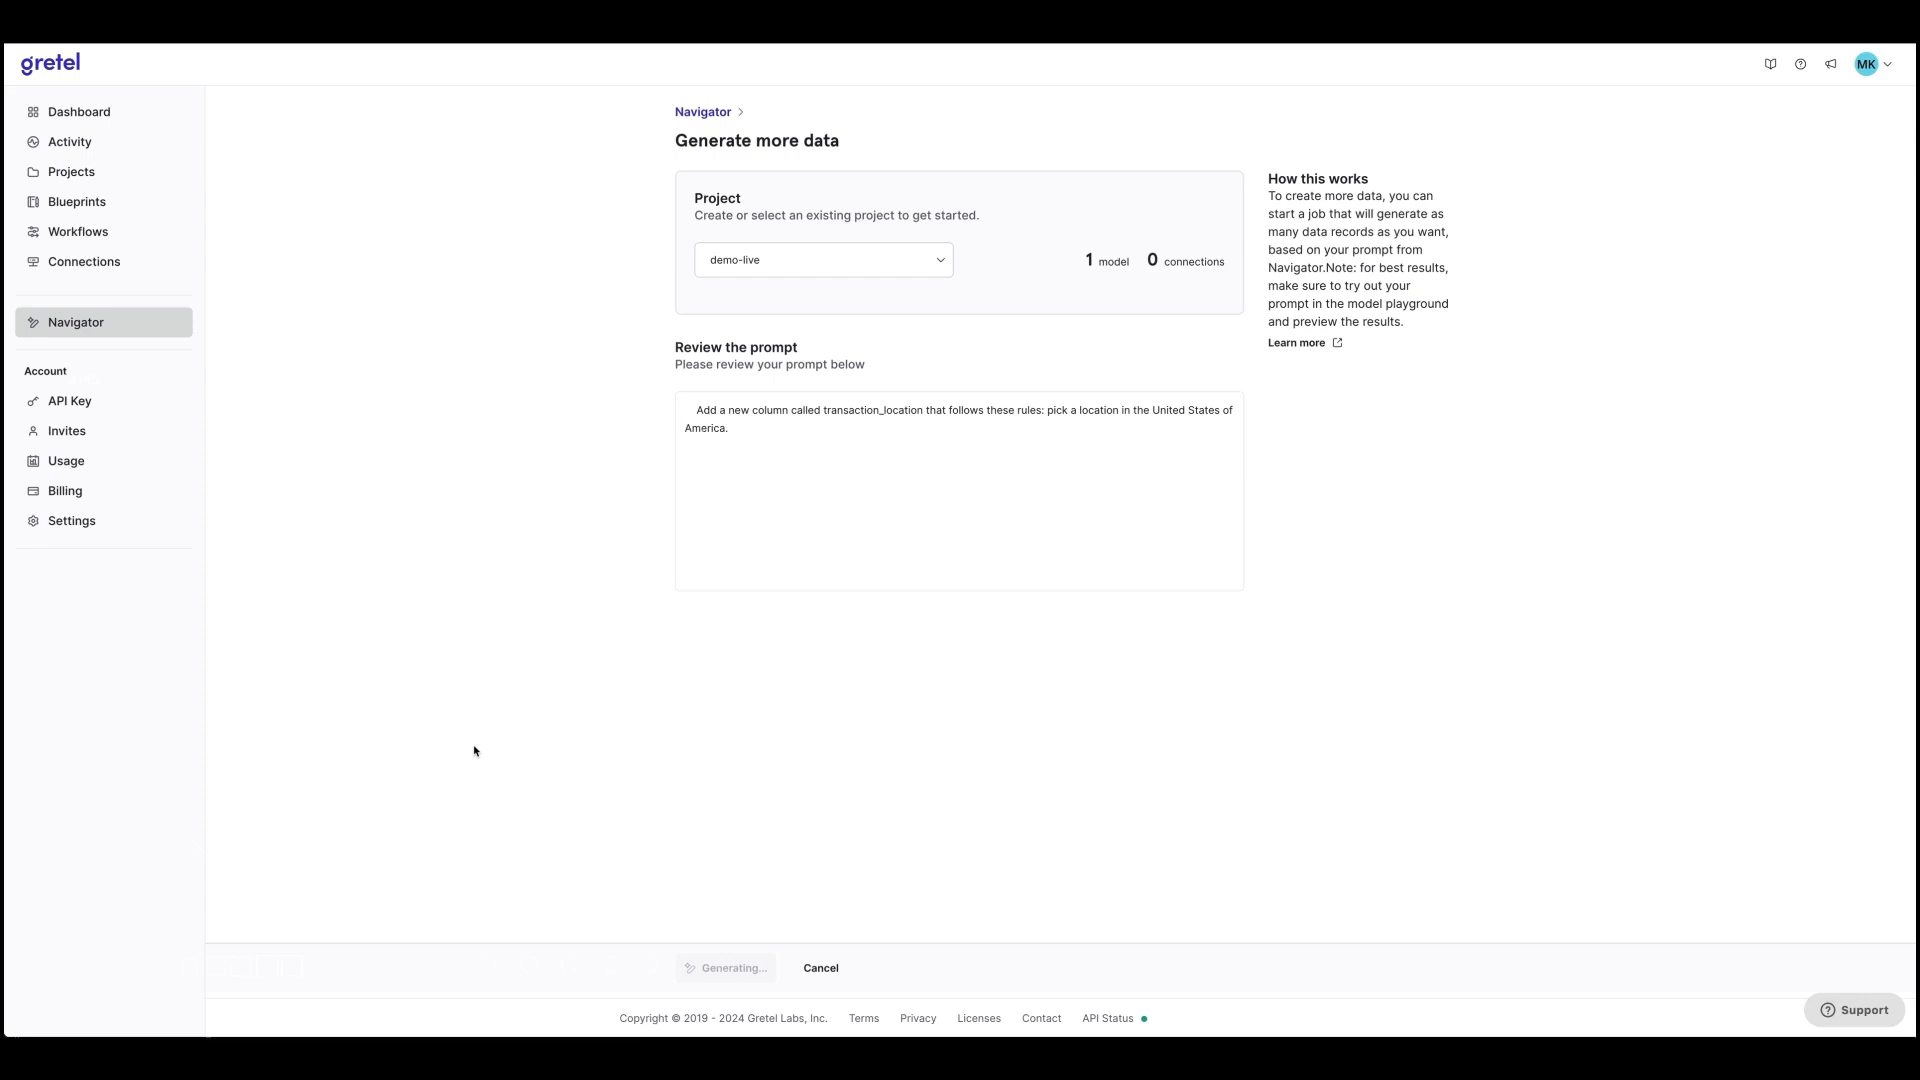 gretel
MK
Dashboard
Activity
Projects
Blueprints
Workflows
Connections
Navigator
Account
API Key
Invites
Usage
Billing
Settings
Navigator
Generate more data
Project
Create or select an existing project to get started.
demo-live
1 model 0 connections
Review the prompt
Please review your prompt below
Add a new column called transaction_location that follows these rules: pick a location in the United States of
America.
How this works
To create more data, you can
start a job that will generate as
many data records as you want,
based on your prompt from
Navigator.Note: for best results,
make sure to try out your
prompt in the model playground
and preview the results.
Learn more
Generating...
Cancel
Copyright © 2019 - 2024 Gretel Labs, Inc. Terms Privacy Licenses Contact API Status
Support